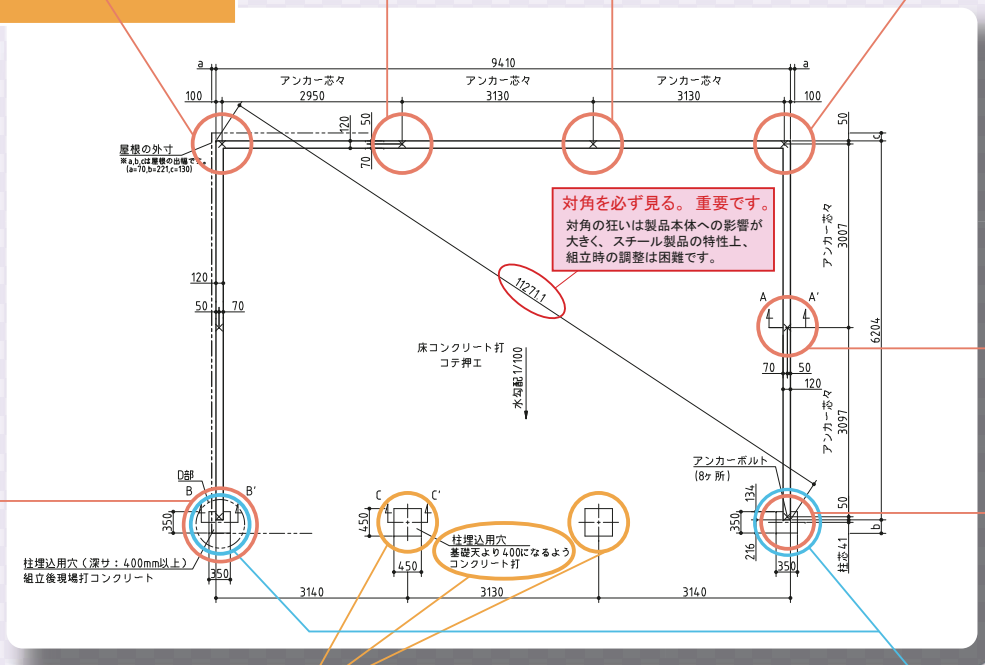 a
9410
a
アンカー芯々
アンカー芯々
アンカー芯々
100
2950
3130
3130
100
120
50
70
50
c
屋根の外寸
※a,b,cは屋根の出幅です。
(a=70,b=221,c=130)
対角を必ず見る。重要です。
対角の狂いは製品本体への影響が
大きく、スチール製品の特性上、
組立時の調整は困難です。
アンカー芯々
3007
120
50
70
11271.1
A
A'
6204
床コンクリート打
コテ押エ
水勾配1/100
70
50
120
アンカー芯々
3097
アンカーボルト
(8ヶ所)
D部
B
B'
C
C'
350
450
柱埋込用穴
基礎天より400になるよう
コンクリート打
134
350
216
50
b
柱芯41
柱埋込用穴(深サ:400mm以上)
組立後現場打コンクリート
350
450
350
3140
3130
3140